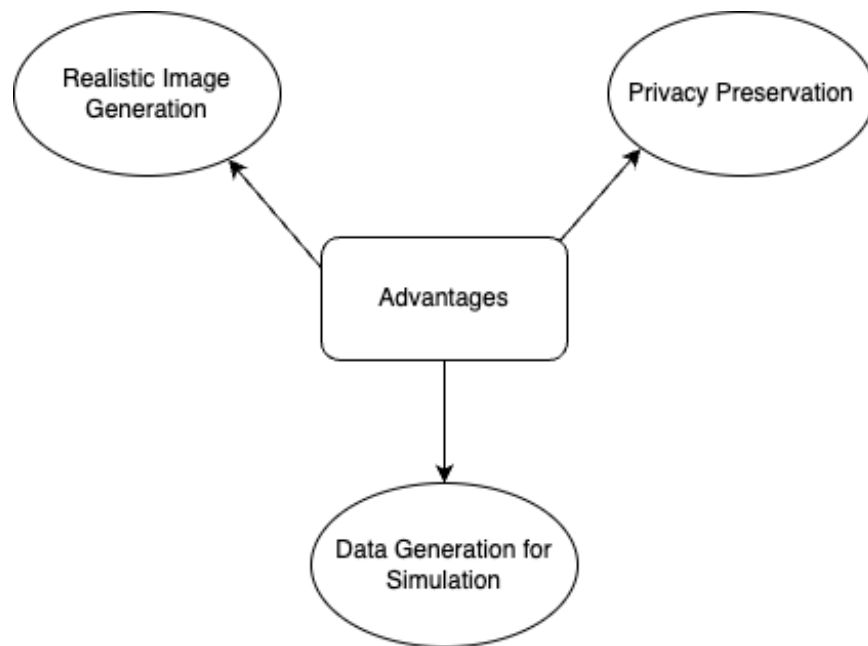 Realistic Image
Generation
Privacy Preservation
Advantages
Data Generation for
Simulation